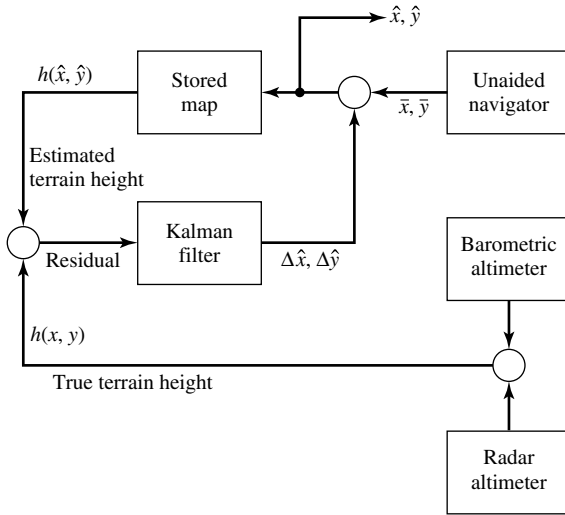 x̂, ŷ
h(x̂, ŷ)
Stored
map
x̄, ȳ
Unaided
navigator
Estimated
terrain height
Residual
Kalman
filter
Δx̂, Δŷ
Barometric
altimeter
h(x, y)
True terrain height
Radar
altimeter